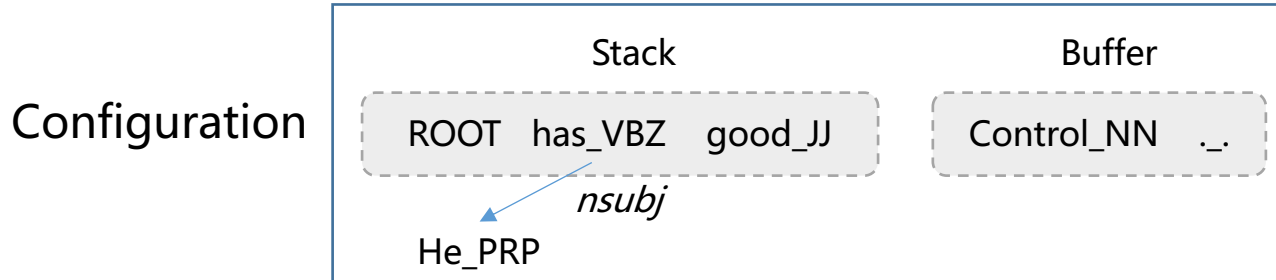 Stack Buffer
Configuration
ROOT has_VBZ good_JJ Control_NN ._.
nsubj
He_PRP